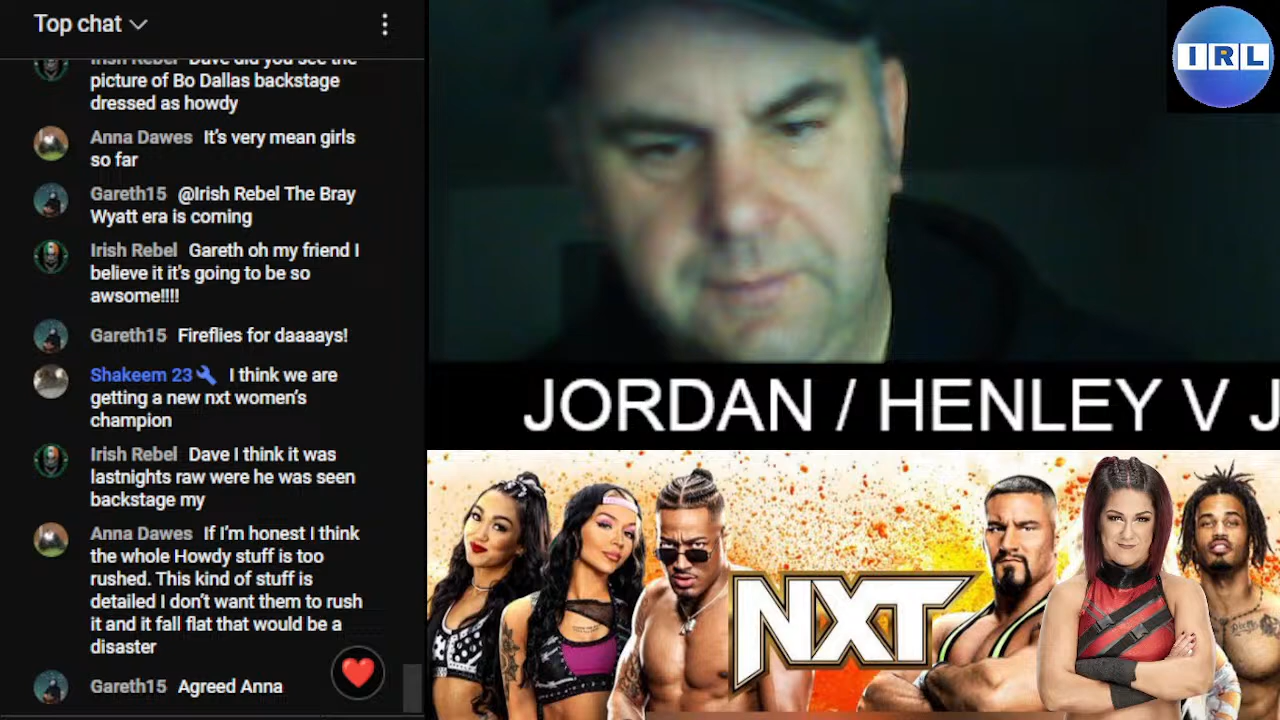 Top chat
Irish Rebel Dave did you see the
picture of Bo Dallas backstage
dressed as howdy
Anna Dawes It's very mean girls
so far
Gareth15 @Irish Rebel The Bray
Wyatt era is coming
Irish Rebel Gareth oh my friend I
believe it it's going to be so
awsome!!!!
Gareth15 Fireflies for daaaays!
Shakeem 23 I think we are
getting a new nxt women's
champion
Irish Rebel Dave I think it was
lastnights raw were he was seen
backstage my
Anna Dawes If I'm honest I think
the whole Howdy stuff is too
rushed. This kind of stuff is
detailed I don't want them to rush
it and it fall flat that would be a
disaster
Gareth15 Agreed Anna
IRL
JORDAN / HENLEY V J
NXT